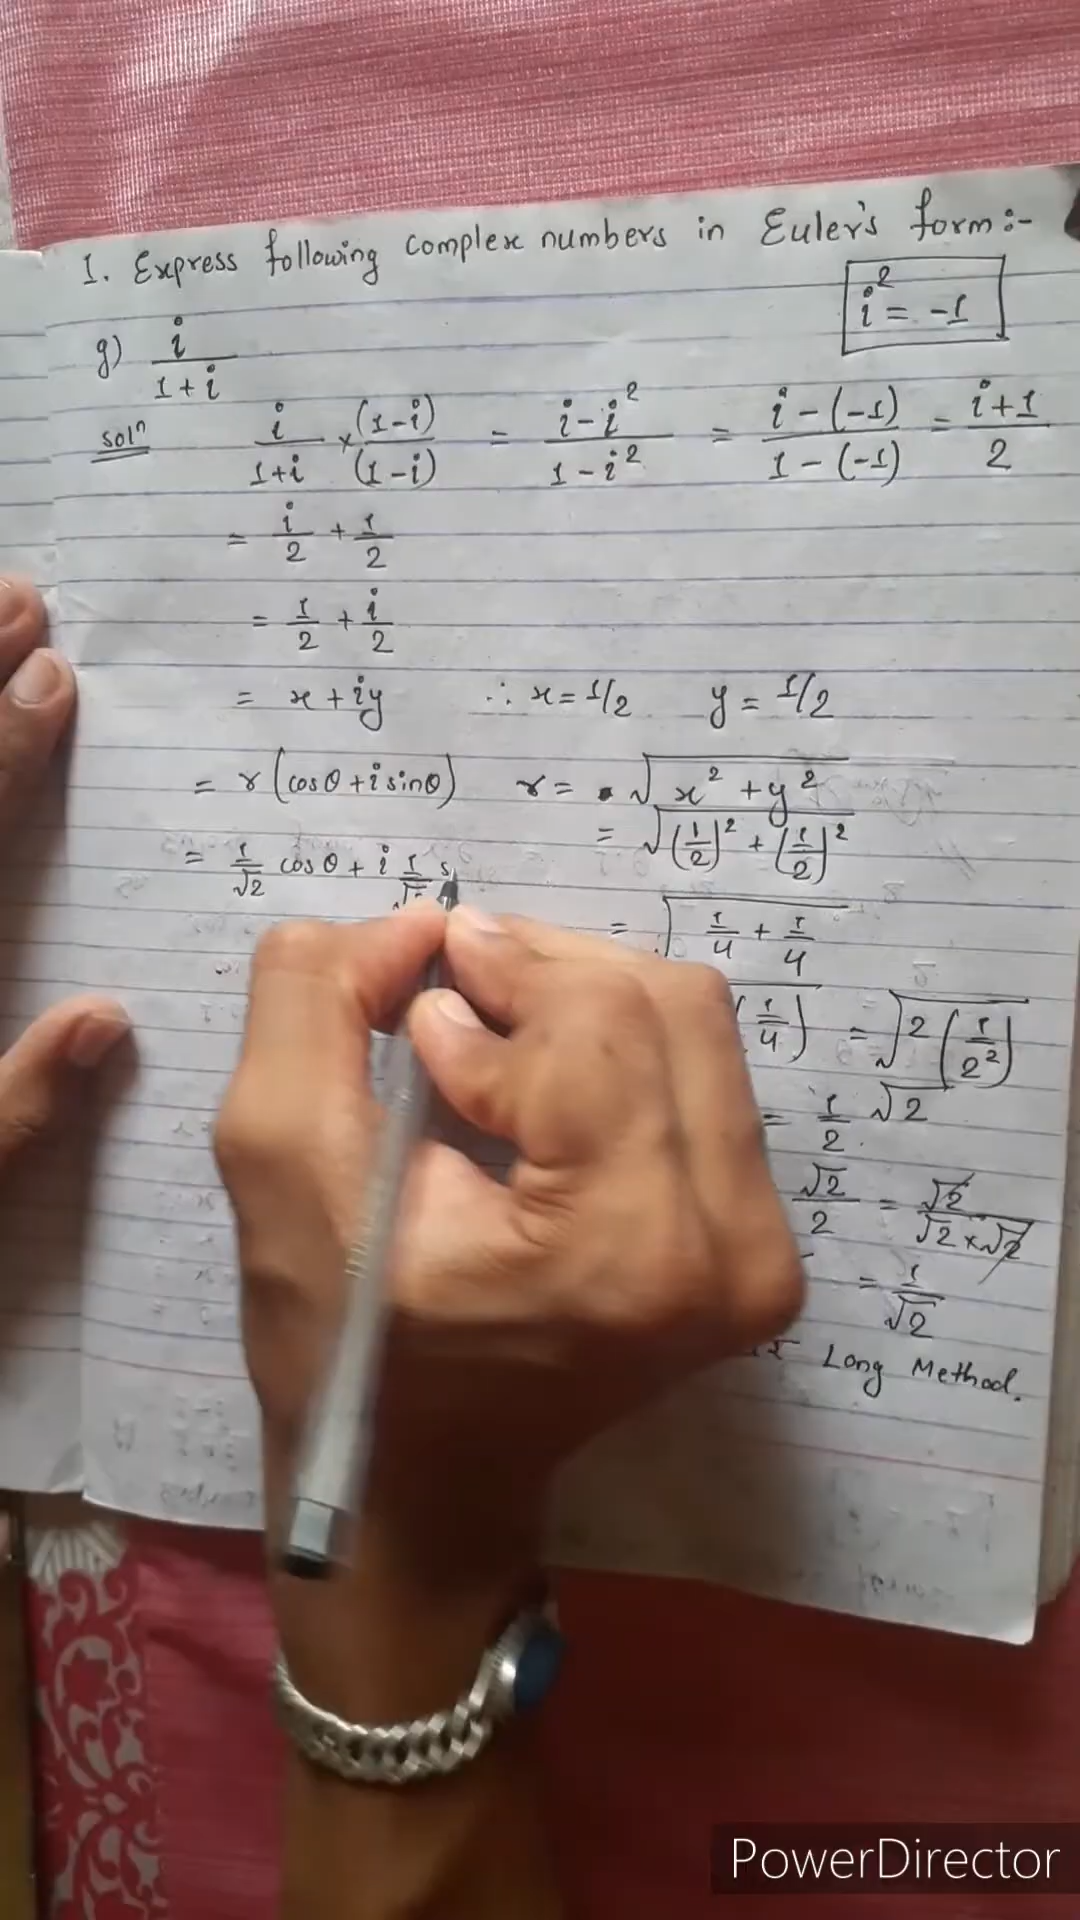 1. Express following complex numbers in Euler's form:-
i² = -1
g) i/(1+i)
solⁿ i/(1+i) × (1-i)/(1-i) = (i-i²)/(1-i²) = (i-(-1))/(1-(-1)) = (i+1)/2
= i/2 + 1/2
= 1/2 + i/2
= x+iy ∴ x = 1/2 y = 1/2
= r(cosθ+isinθ) r = √(x²+y²)
= √((1/2)²+(1/2)²)
= 1/√2 cosθ + i 1/√2 s
= √(1/4 + 1/4)
(1/4) = √(2(1/2²))
= 1/2 √2
√2/2 = √2/(√2×√2)
= 1/√2
Long Method.
PowerDirector